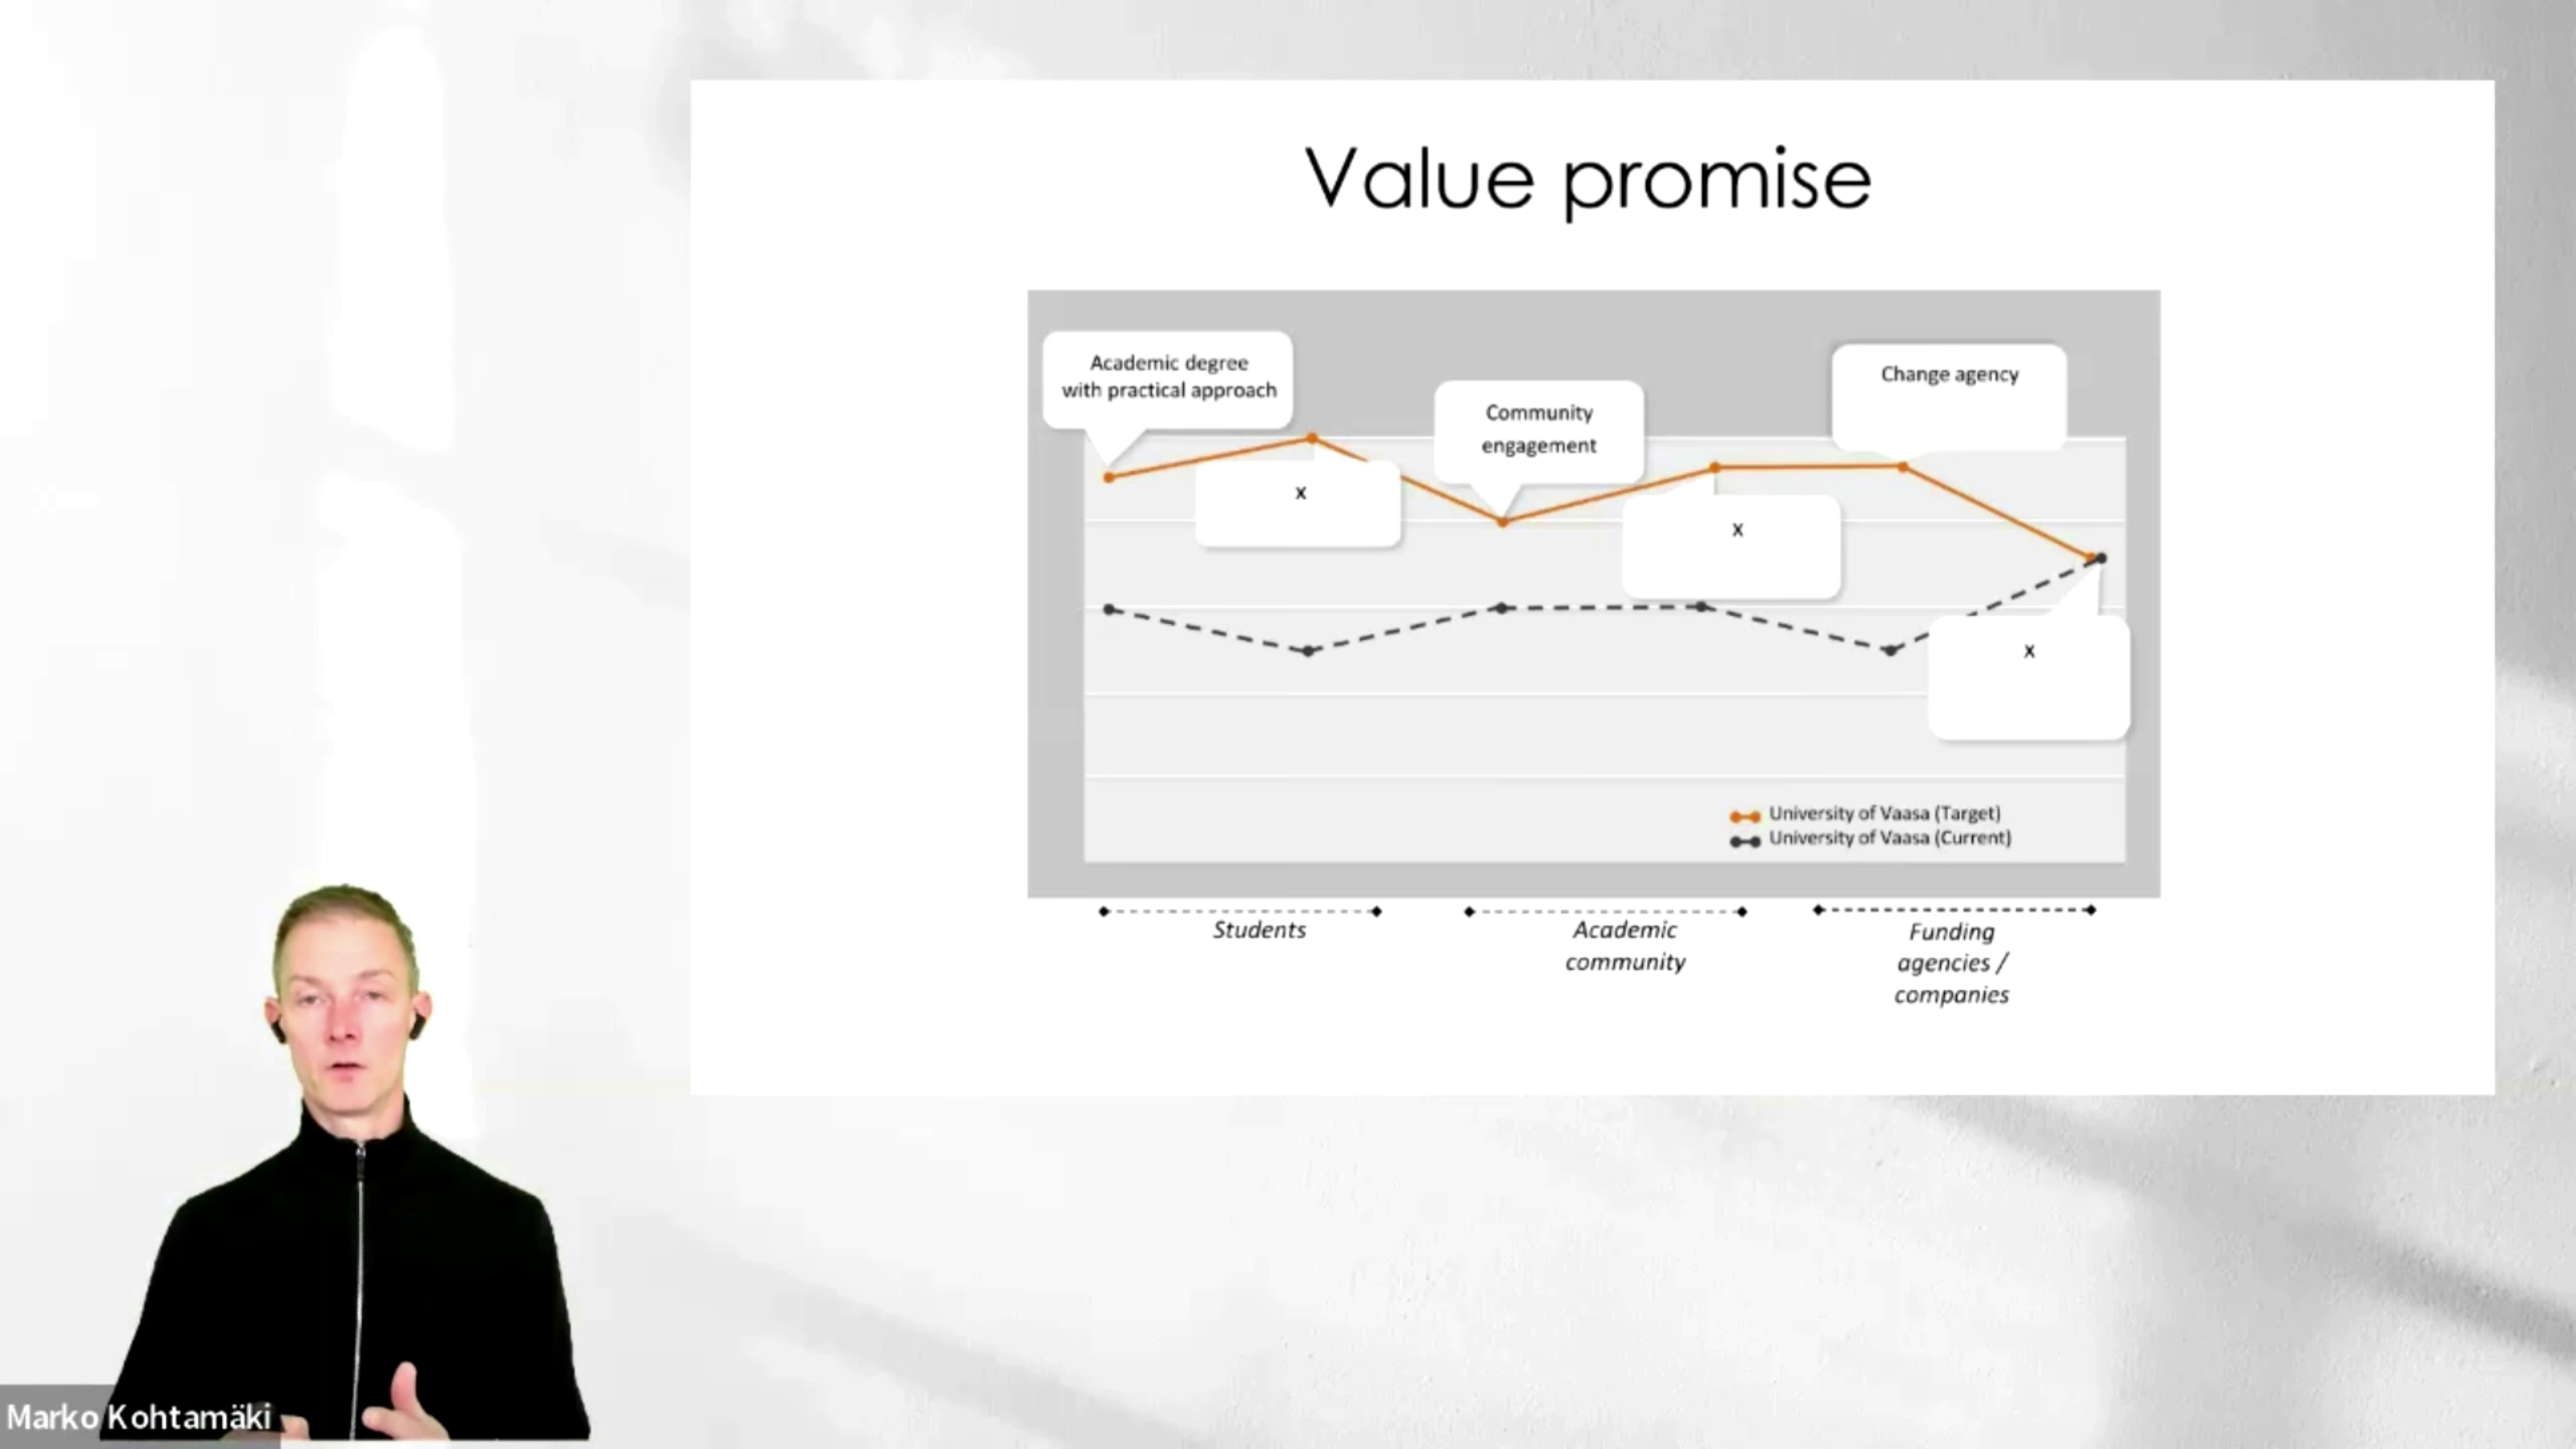 Value promise
Academic degree
with practical approach
x
Community
engagement
x
Change agency
x
University of Vaasa (Target)
University of Vaasa (Current)
Students
Academic
community
Funding
agencies /
companies
Marko Kohtamäki